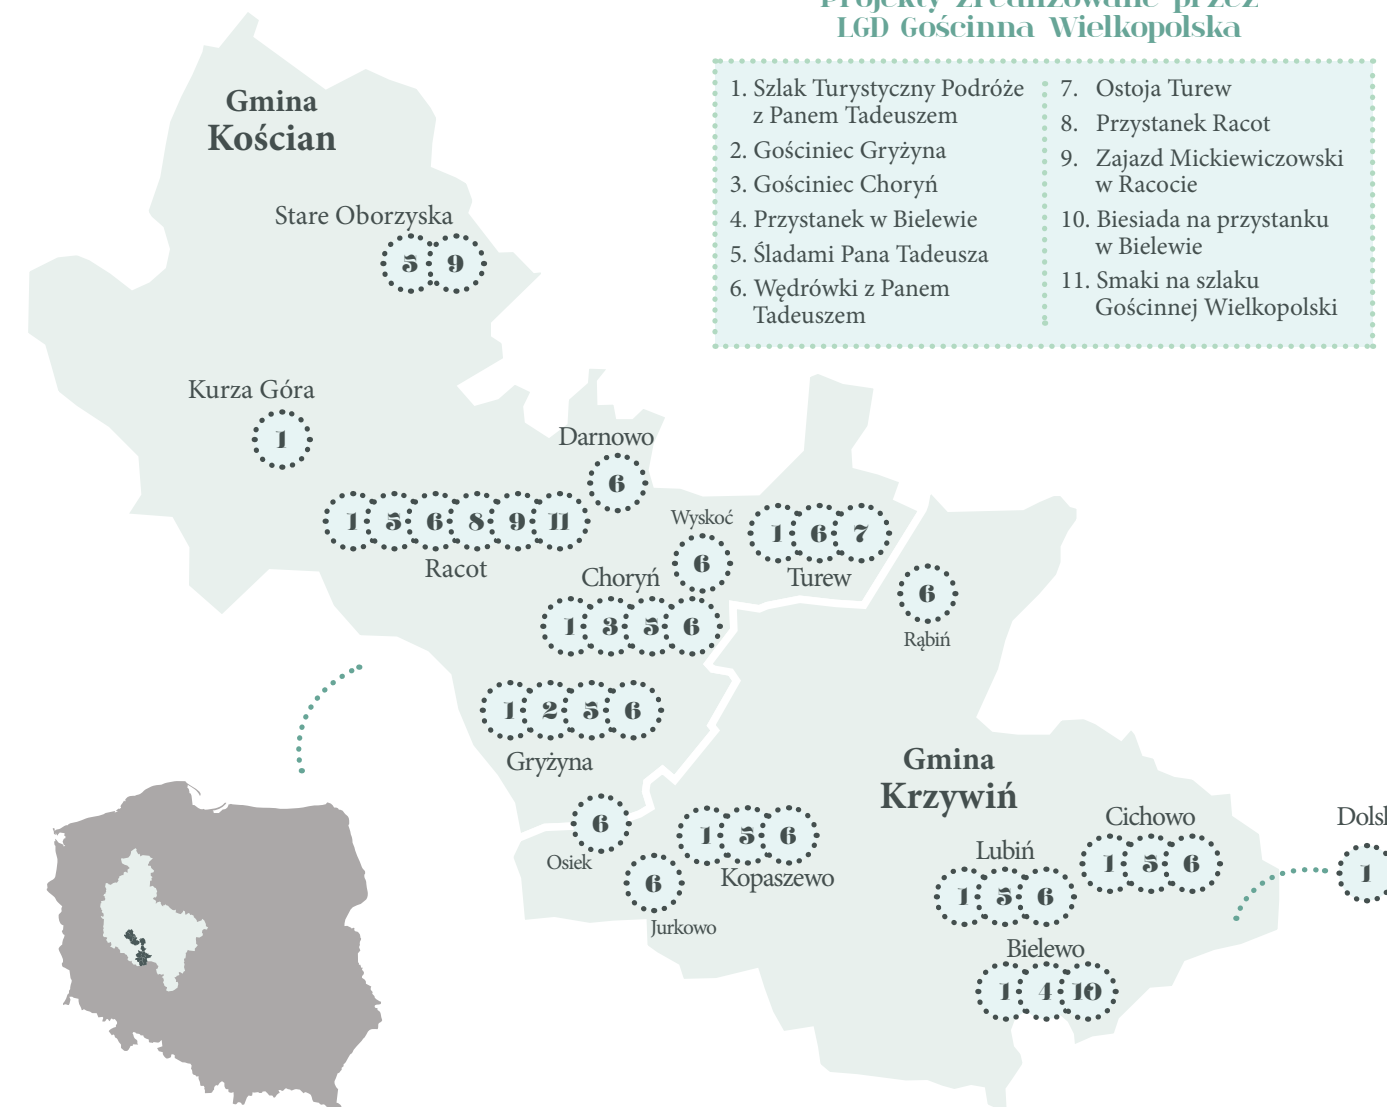 Projekty zrealizowane przez
LGD Gościnna Wielkopolska
1. Szlak Turystyczny Podróże
z Panem Tadeuszem
2. Gościniec Gryżyna
3. Gościniec Choryń
4. Przystanek w Bielewie
5. Śladami Pana Tadeusza
6. Wędrówki z Panem
Tadeuszem
7. Ostoja Turew
8. Przystanek Racot
9. Zajazd Mickiewiczowski
w Racocie
10. Biesiada na przystanku
w Bielewie
11. Smaki na szlaku
Gościnnej Wielkopolski
Gmina
Kościan
Stare Oborzyska
5 9
Kurza Góra
1
Darnowo
6
1 5 6 8 9 11
Racot
Wyskoć
6
1 6 7
Turew
Choryń
1 3 5 6
6
Rąbiń
1 2 5 6
Gryżyna
Gmina
Krzywiń
6
Osiek
6
Jurkowo
1 5 6
Kopaszewo
Lubiń
1 5 6
Cichowo
1 5 6
Bielewo
1 4 10
1